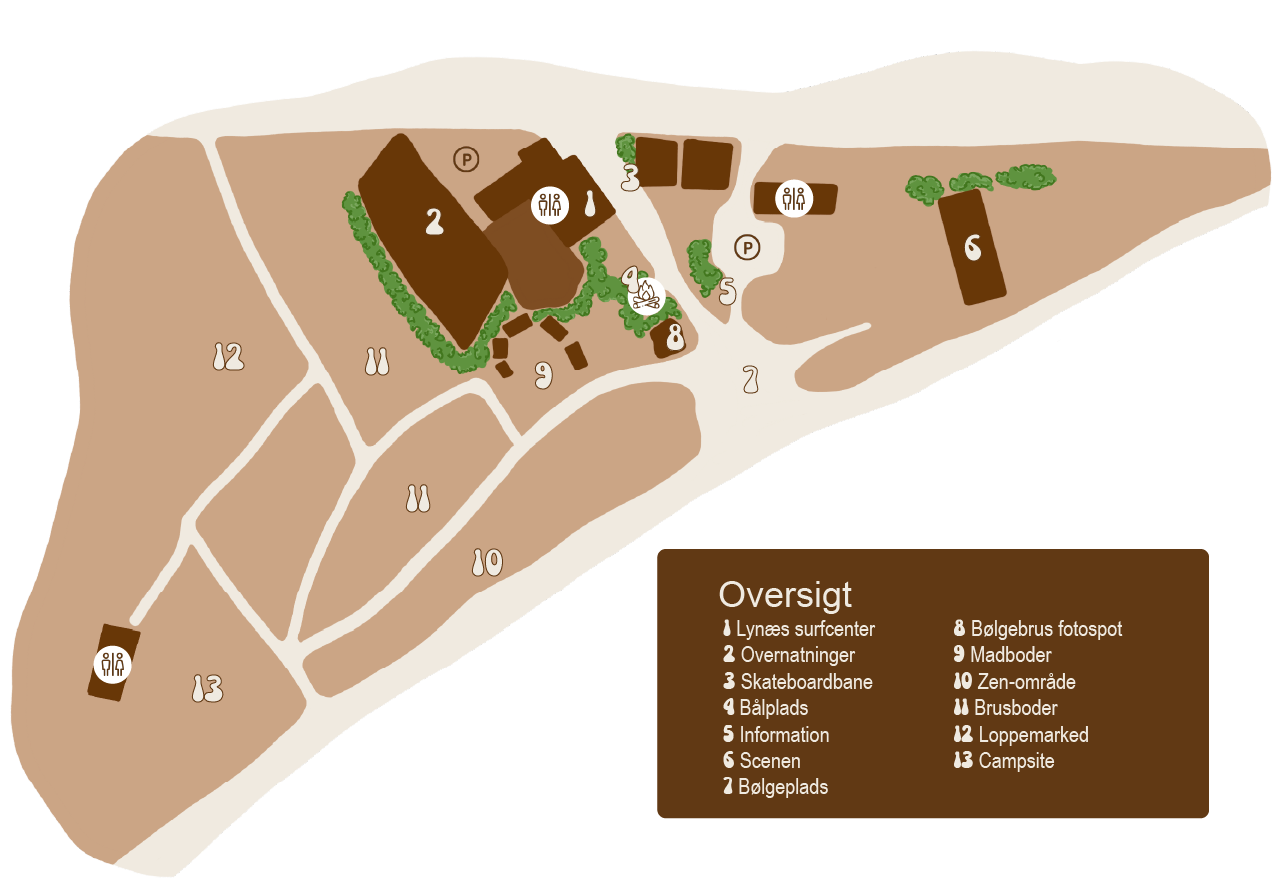 P
3
2
1
6
P
4
5
8
7
12
11
9
11
10
13
Oversigt
1 Lynæs surfcenter
2 Overnatninger
3 Skateboardbane
4 Bålplads
5 Information
6 Scenen
7 Bølgeplads
8 Bølgebrus fotospot
9 Madboder
10 Zen-område
11 Brusboder
12 Loppemarked
13 Campsite